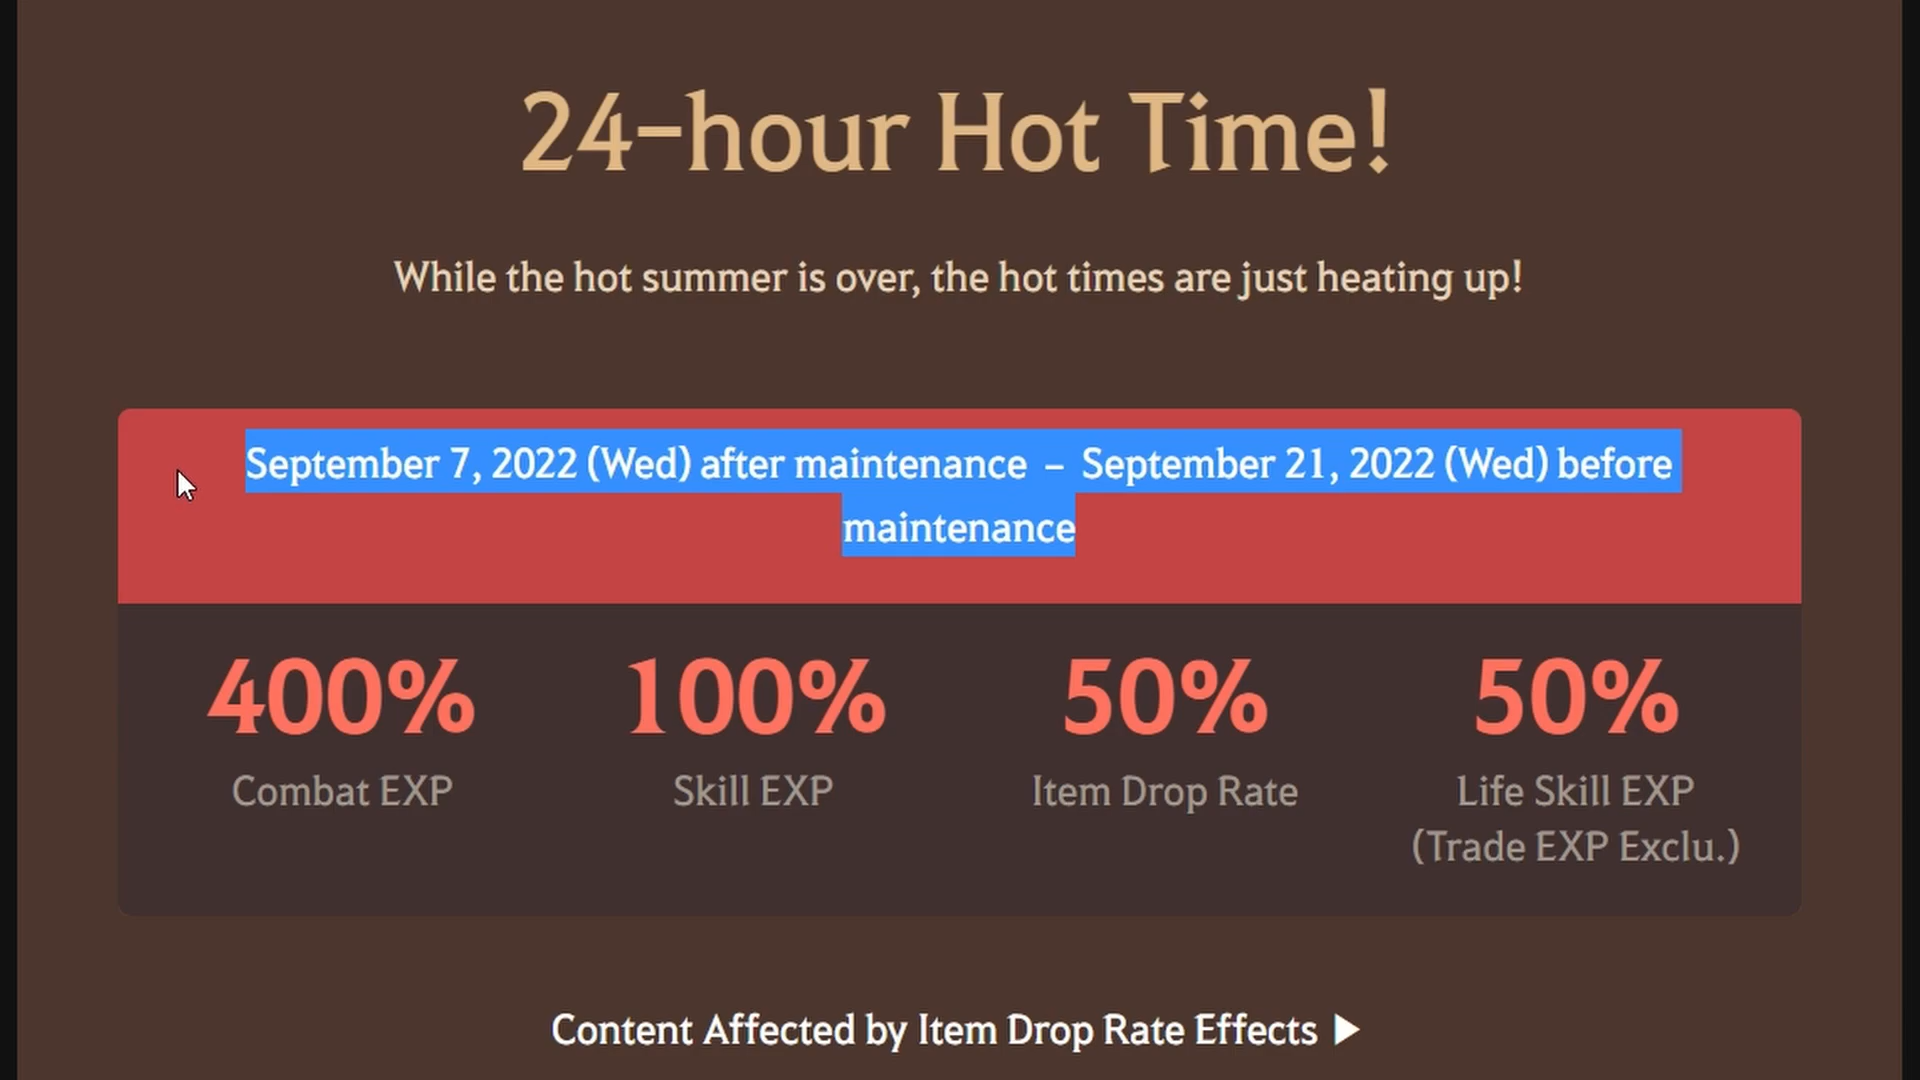 24-hour Hot Time!
While the hot summer is over, the hot times are just heating up!
September 7, 2022 (Wed) after maintenance – September 21, 2022 (Wed) before
maintenance
400% 100% 50% 50%
Combat EXP Skill EXP Item Drop Rate Life Skill EXP
(Trade EXP Exclu.)
Content Affected by Item Drop Rate Effects ▶